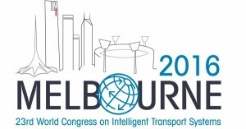 2016
MELBOURNE
23rd World Congress on Intelligent Transport Systems